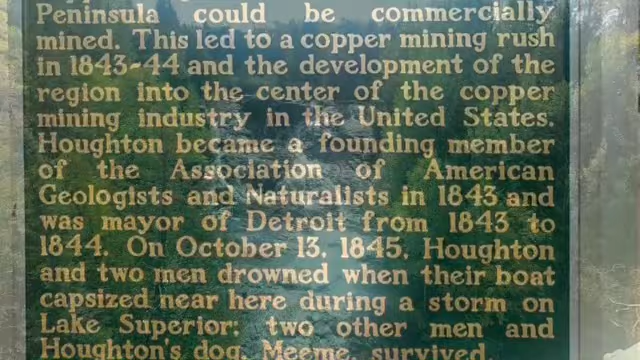 Peninsula could be commercially
mined. This led to a copper mining rush
in 1843-44 and the development of the
region into the center of the copper
mining industry in the United States.
Houghton became a founding member
of the Association of American
Geologists and Naturalists in 1843 and
was mayor of Detroit from 1843 to
1844. On October 13, 1845, Houghton
and two men drowned when their boat
capsized near here during a storm on
Lake Superior; two other men and
Houghton's dog, Meeme, survived.